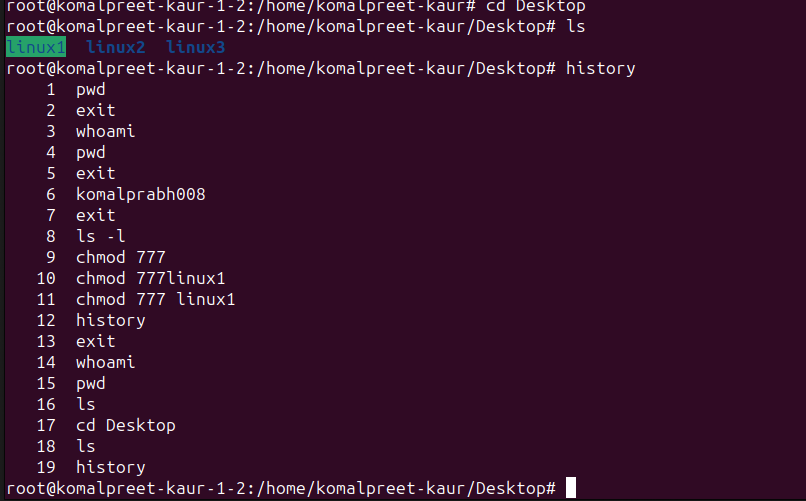 root@komalpreet-kaur-1-2:/home/komalpreet-kaur# cd Desktop
root@komalpreet-kaur-1-2:/home/komalpreet-kaur/Desktop# ls
linux1  linux2  linux3
root@komalpreet-kaur-1-2:/home/komalpreet-kaur/Desktop# history
    1  pwd
    2  exit
    3  whoami
    4  pwd
    5  exit
    6  komalprabh008
    7  exit
    8  ls -l
    9  chmod 777
   10  chmod 777linux1
   11  chmod 777 linux1
   12  history
   13  exit
   14  whoami
   15  pwd
   16  ls
   17  cd Desktop
   18  ls
   19  history
root@komalpreet-kaur-1-2:/home/komalpreet-kaur/Desktop#